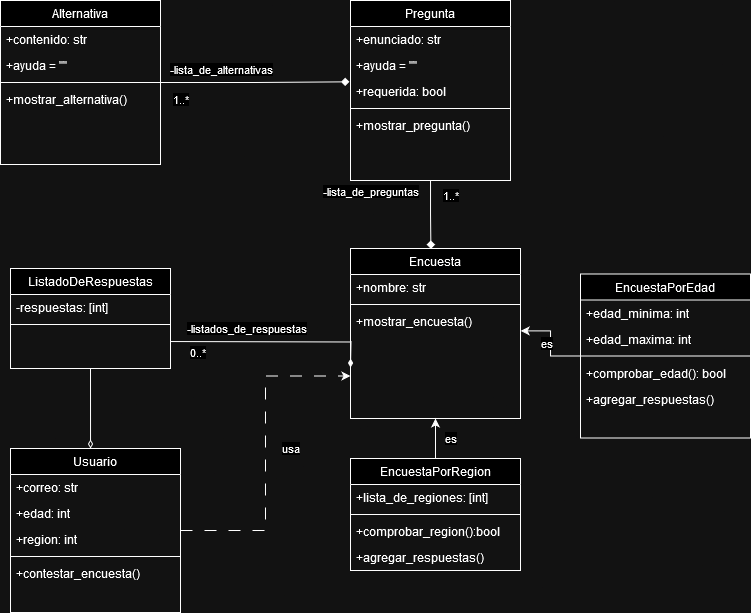 Alternativa
+contenido: str
+ayuda = ""
+mostrar_alternativa()
-lista_de_alternativas
1..*
Pregunta
+enunciado: str
+ayuda = ""
+requerida: bool
+mostrar_pregunta()
-lista_de_preguntas
1..*
Encuesta
+nombre: str
+mostrar_encuesta()
ListadoDeRespuestas
-respuestas: [int]
-listados_de_respuestas
0..*
EncuestaPorEdad
+edad_minima: int
+edad_maxima: int
+comprobar_edad(): bool
+agregar_respuestas()
es
usa
es
Usuario
+correo: str
+edad: int
+region: int
+contestar_encuesta()
EncuestaPorRegion
+lista_de_regiones: [int]
+comprobar_region():bool
+agregar_respuestas()